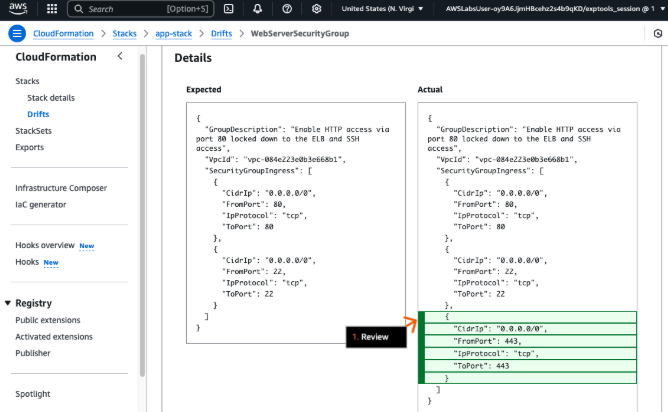 aws
Search
[Option+S]
United States (N. Virgi
AWSLabsUser-oy9A6JjmHBcehz2s4b9qKD/exptools_session @ 1
CloudFormation > Stacks > app-stack > Drifts > WebServerSecurityGroup
CloudFormation
Stacks
Stack details
Drifts
StackSets
Exports
Infrastructure Composer
IaC generator
Hooks overview New
Hooks New
Registry
Public extensions
Activated extensions
Publisher
Spotlight
Details
Expected
{
"GroupDescription": "Enable HTTP access via
port 80 locked down to the ELB and SSH
access",
"VpcId": "vpc-084e223e0b3e668b1",
"SecurityGroupIngress": [
{
"CidrIp": "0.0.0.0/0",
"FromPort": 80,
"IpProtocol": "tcp",
"ToPort": 80
},
{
"CidrIp": "0.0.0.0/0",
"FromPort": 22,
"IpProtocol": "tcp",
"ToPort": 22
}
]
}
1. Review
Actual
{
"GroupDescription": "Enable HTTP access via
port 80 locked down to the ELB and SSH
access",
"VpcId": "vpc-084e223e0b3e668b1",
"SecurityGroupIngress": [
{
"CidrIp": "0.0.0.0/0",
"FromPort": 80,
"IpProtocol": "tcp",
"ToPort": 80
},
{
"CidrIp": "0.0.0.0/0",
"FromPort": 22,
"IpProtocol": "tcp",
"ToPort": 22
},
{
"CidrIp": "0.0.0.0/0",
"FromPort": 443,
"IpProtocol": "tcp",
"ToPort": 443
}
]
}